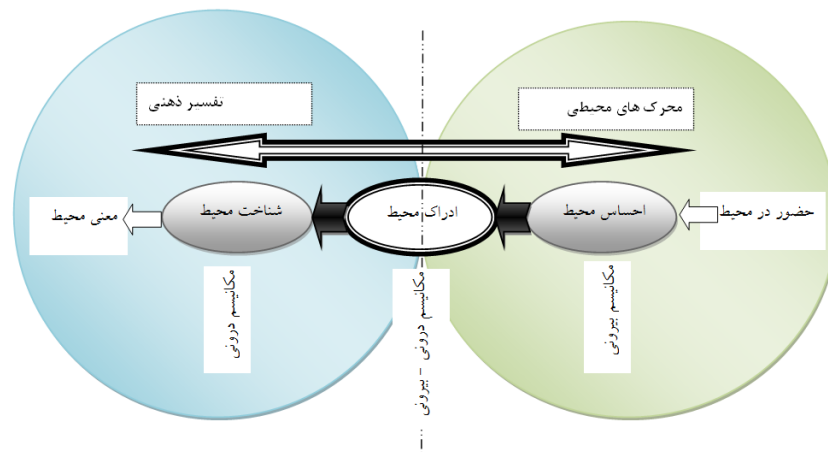 محرک های محیطی
تفسیر ذهنی
حضور در محیط
احساس محیط
ادراک محیط
شناخت محیط
معنی محیط
مکانیسم بیرونی
مکانیسم درونی - بیرونی
مکانیسم درونی